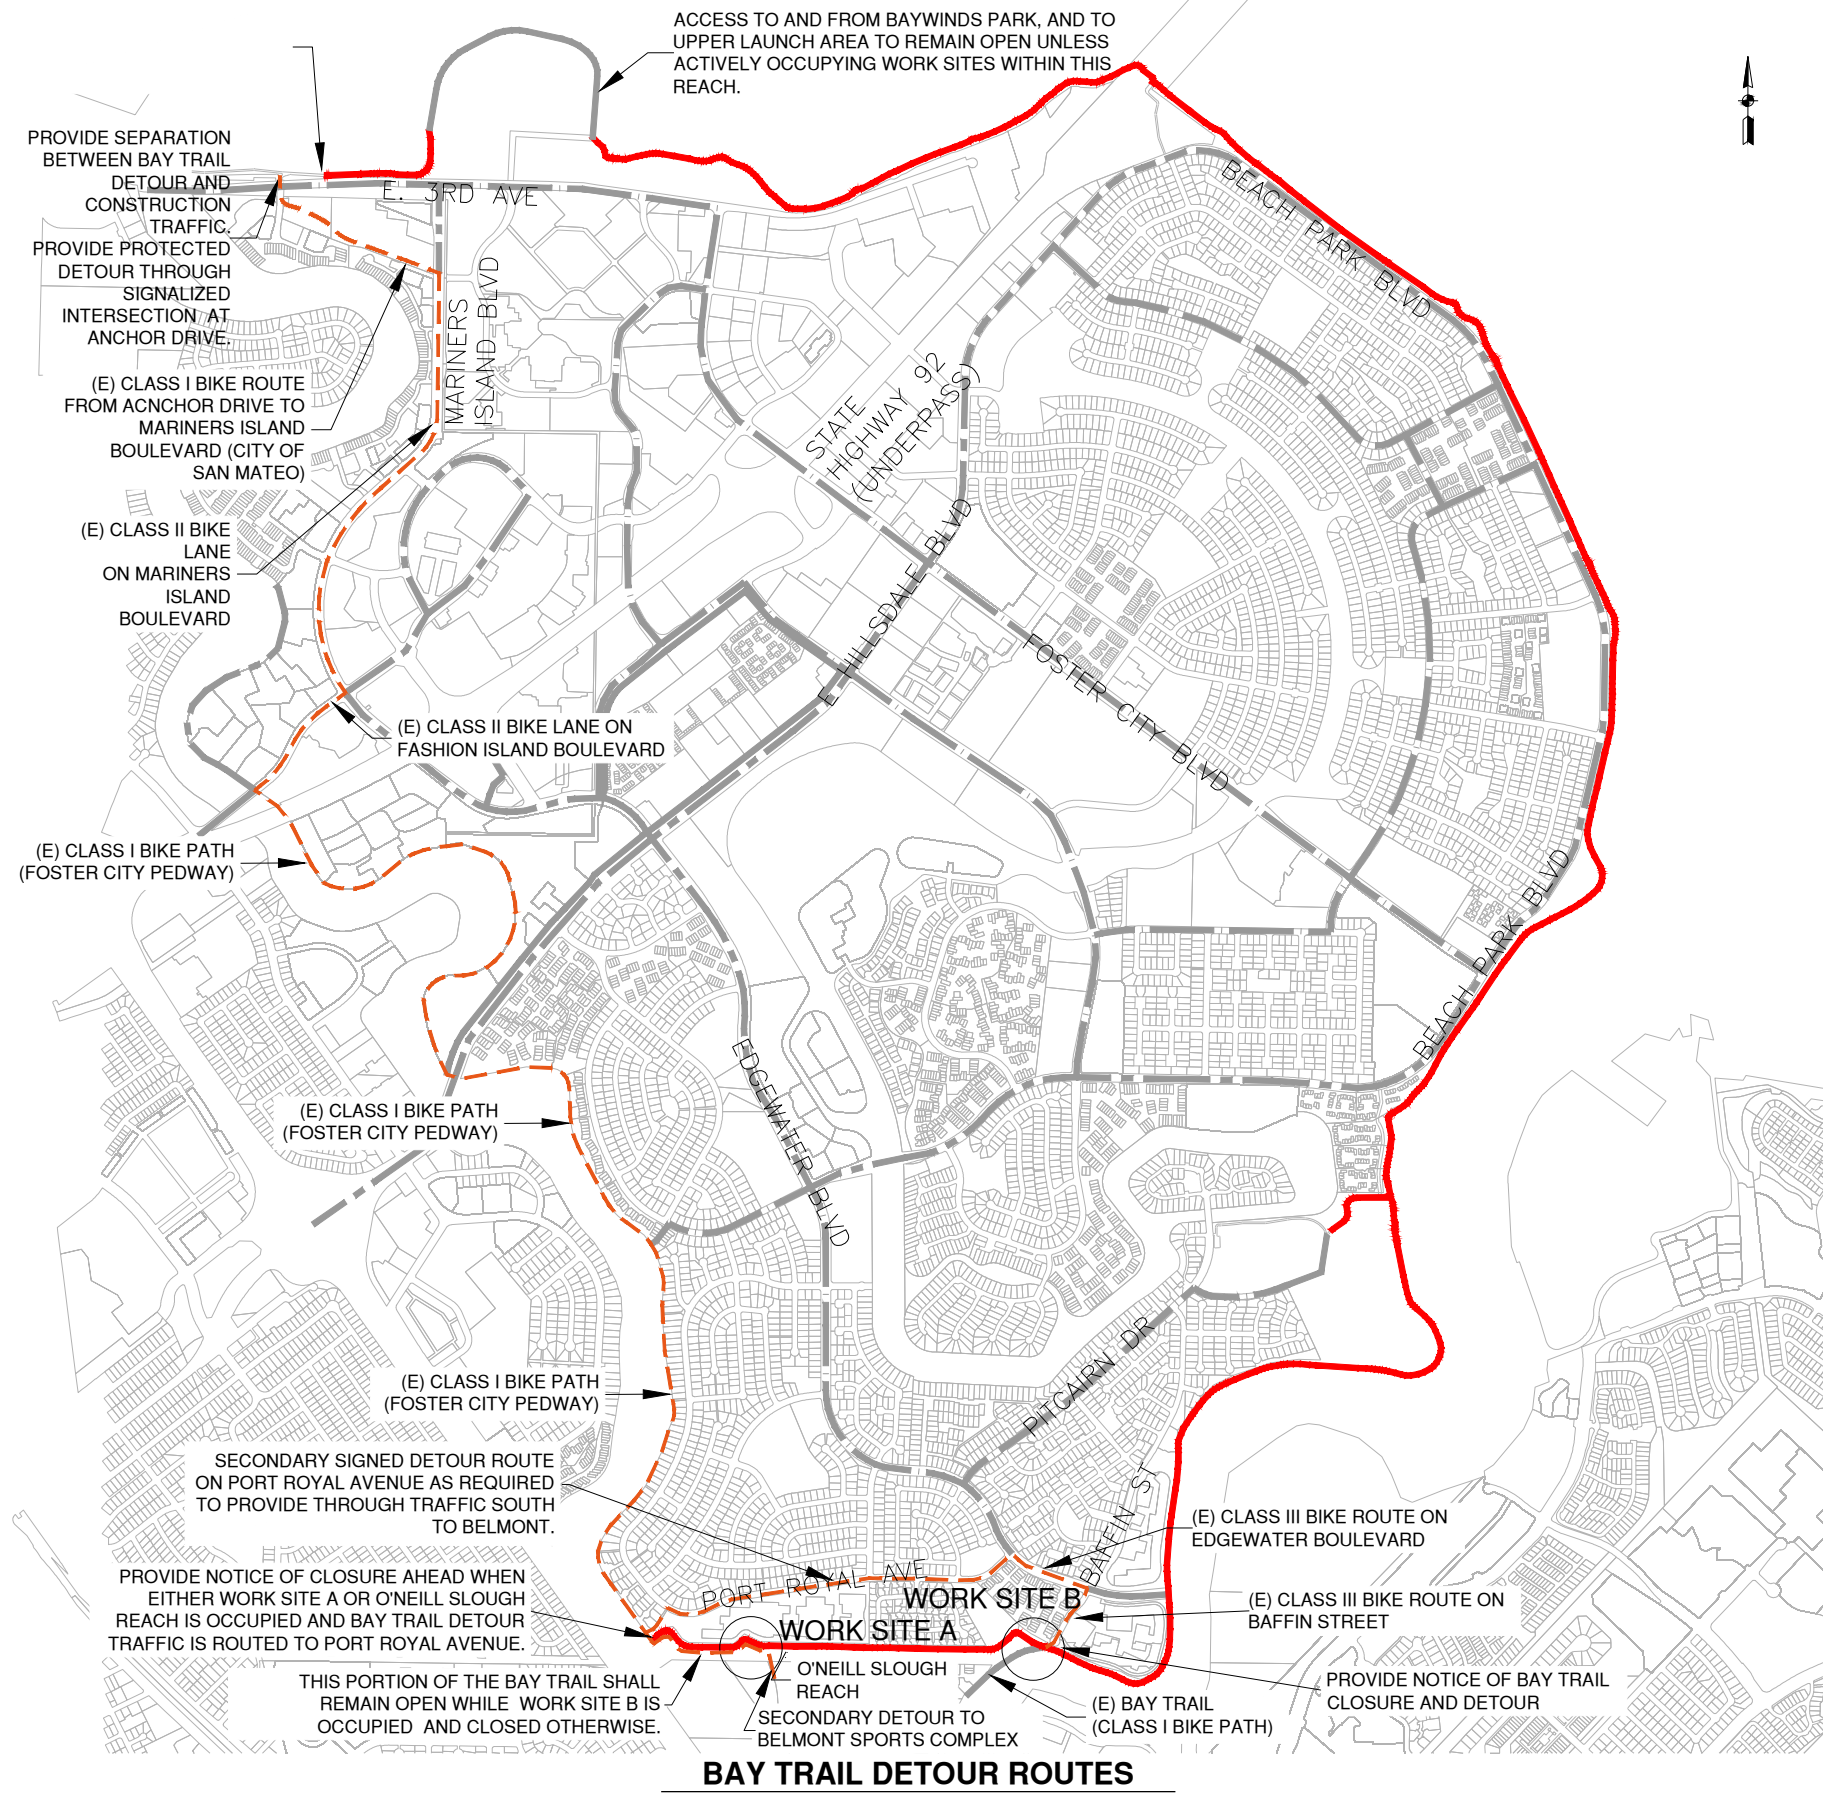 ACCESS TO AND FROM BAYWINDS PARK, AND TO
UPPER LAUNCH AREA TO REMAIN OPEN UNLESS
ACTIVELY OCCUPYING WORK SITES WITHIN THIS
REACH.
PROVIDE SEPARATION
BETWEEN BAY TRAIL
DETOUR AND
CONSTRUCTION
TRAFFIC.
PROVIDE PROTECTED
DETOUR THROUGH
SIGNALIZED
INTERSECTION AT
ANCHOR DRIVE.
E. 3RD AVE
BEACH PARK BLVD
MARINERS
ISLAND BLVD
(E) CLASS I BIKE ROUTE
FROM ACNCHOR DRIVE TO
MARINERS ISLAND
BOULEVARD (CITY OF
SAN MATEO)
STATE
HIGHWAY 92
(UNDERPASS)
(E) CLASS II BIKE
LANE
ON MARINERS
ISLAND
BOULEVARD
E HILLSDALE BLVD
FOSTER CITY BLVD
(E) CLASS II BIKE LANE ON
FASHION ISLAND BOULEVARD
(E) CLASS I BIKE PATH
(FOSTER CITY PEDWAY)
BEACH PARK BLVD
EDGEWATER BLVD
(E) CLASS I BIKE PATH
(FOSTER CITY PEDWAY)
PITCAIRN DR
(E) CLASS I BIKE PATH
(FOSTER CITY PEDWAY)
SECONDARY SIGNED DETOUR ROUTE
ON PORT ROYAL AVENUE AS REQUIRED
TO PROVIDE THROUGH TRAFFIC SOUTH
TO BELMONT.
BAFFIN ST
(E) CLASS III BIKE ROUTE ON
EDGEWATER BOULEVARD
PORT ROYAL AVE
WORK SITE B
WORK SITE A
(E) CLASS III BIKE ROUTE ON
BAFFIN STREET
PROVIDE NOTICE OF CLOSURE AHEAD WHEN
EITHER WORK SITE A OR O'NEILL SLOUGH
REACH IS OCCUPIED AND BAY TRAIL DETOUR
TRAFFIC IS ROUTED TO PORT ROYAL AVENUE.
THIS PORTION OF THE BAY TRAIL SHALL
REMAIN OPEN WHILE WORK SITE B IS
OCCUPIED AND CLOSED OTHERWISE.
O'NEILL SLOUGH
REACH
SECONDARY DETOUR TO
BELMONT SPORTS COMPLEX
(E) BAY TRAIL
(CLASS I BIKE PATH)
PROVIDE NOTICE OF BAY TRAIL
CLOSURE AND DETOUR
BAY TRAIL DETOUR ROUTES